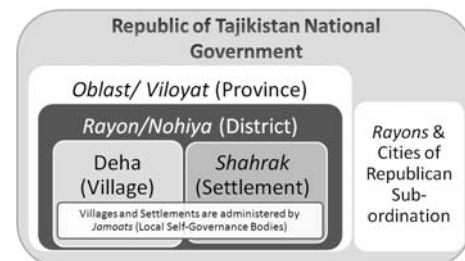 Republic of Tajikistan National
Government
Oblast/ Viloyat (Province)
Rayon/Nohiya (District)
Deha
(Village)
Shahrak
(Settlement)
Villages and Settlements are administered by
Jamoats (Local Self-Governance Bodies)
Rayons &
Cities of
Republican
Sub-
ordination